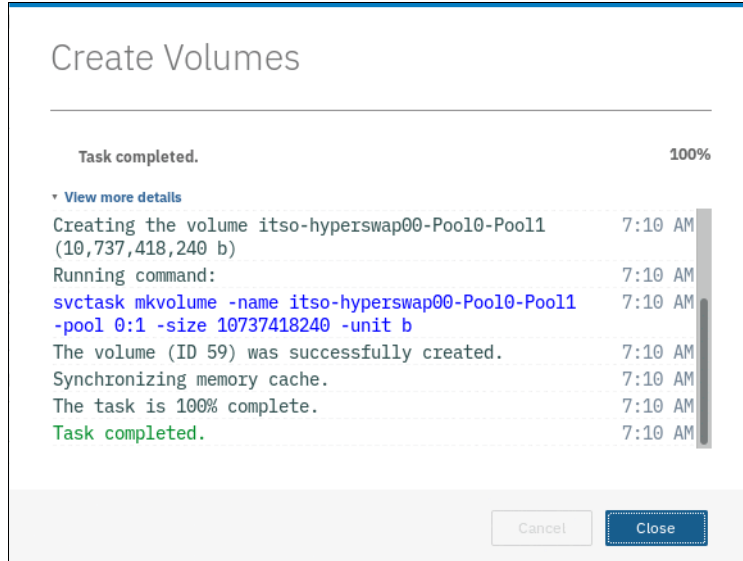 Create Volumes
Task completed. 100%
▾ View more details
Creating the volume itso-hyperswap00-Pool0-Pool1 7:10 AM
(10,737,418,240 b)
Running command: 7:10 AM
svctask mkvolume -name itso-hyperswap00-Pool0-Pool1 7:10 AM
-pool 0:1 -size 10737418240 -unit b
The volume (ID 59) was successfully created. 7:10 AM
Synchronizing memory cache. 7:10 AM
The task is 100% complete. 7:10 AM
Task completed. 7:10 AM
Cancel Close